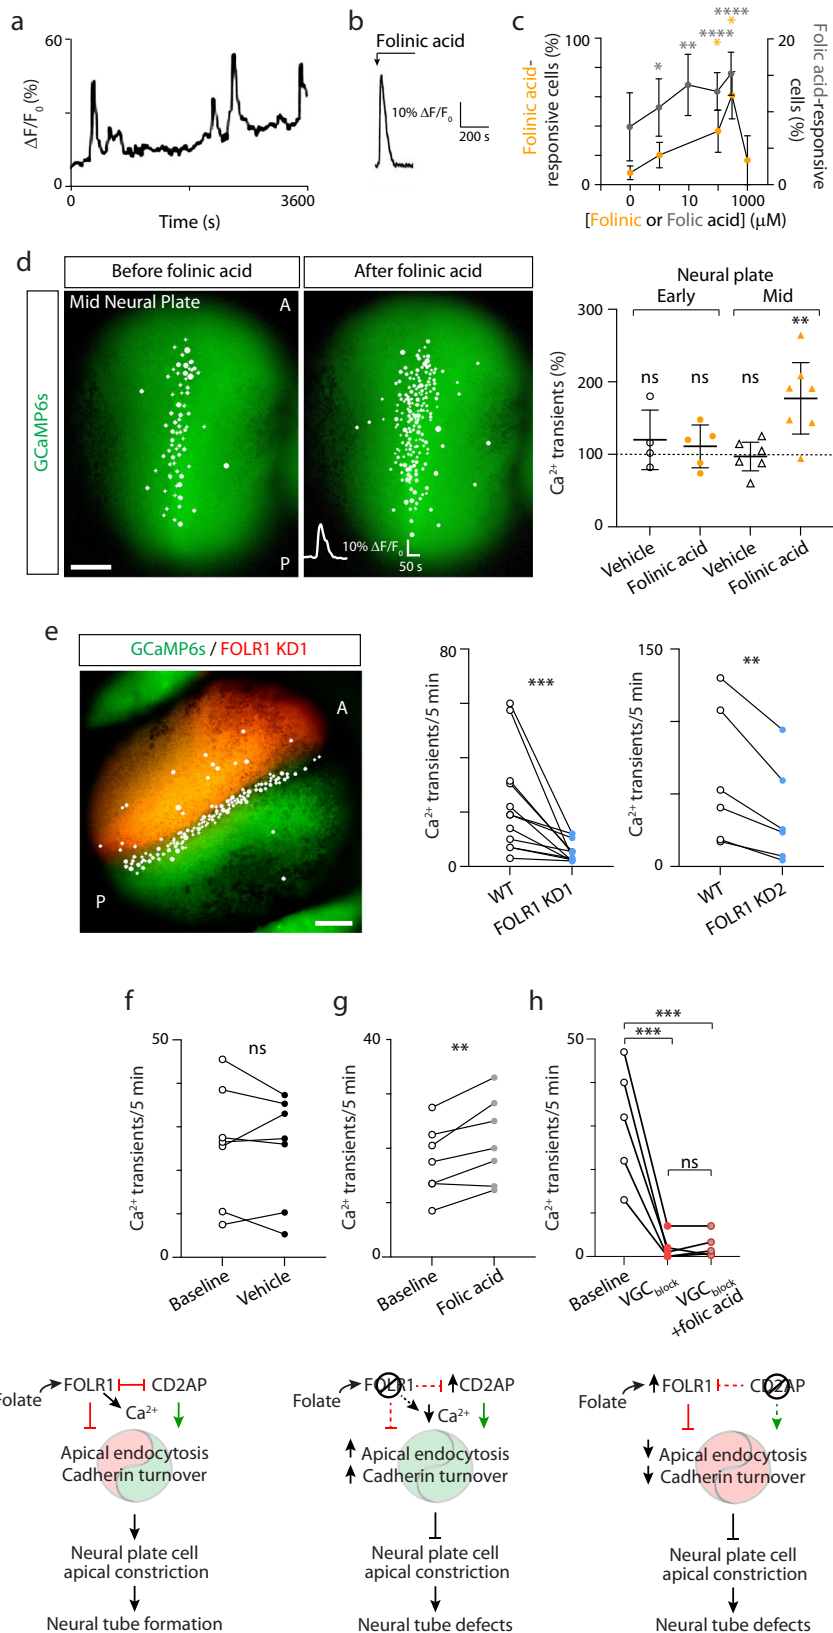 a
60
0
ΔF/F0 (%)
0
3600
Time (s)
b
Folinic acid
10% ΔF/F0
200 s
c
****
****
*
**
*
*
100
0
Folinic acid-
responsive cells (%)
20
0
Folic acid-responsive
cells (%)
0
10
1000
[Folinic or Folic acid] (μM)
d
Before folinic acid
After folinic acid
GCaMP6s
Mid Neural Plate
A
P
10% ΔF/F0
50 s
Neural plate
Early
Mid
300
200
100
0
Ca2+ transients (%)
ns
ns
ns
**
Vehicle
Folinic acid
Vehicle
Folinic acid
e
GCaMP6s / FOLR1 KD1
A
P
80
0
Ca2+ transients/5 min
***
WT
FOLR1 KD1
150
0
Ca2+ transients/5 min
**
WT
FOLR1 KD2
f
50
0
Ca2+ transients/5 min
ns
Baseline
Vehicle
g
40
0
Ca2+ transients/5 min
**
Baseline
Folic acid
h
50
0
Ca2+ transients/5 min
***
***
ns
Baseline
VGCblock
VGCblock
+folic acid
Folate
FOLR1
CD2AP
Ca2+
Apical endocytosis
Cadherin turnover
Neural plate cell
apical constriction
Neural tube formation
Folate
FOLR1
CD2AP
Ca2+
Apical endocytosis
Cadherin turnover
Neural plate cell
apical constriction
Neural tube defects
Folate
FOLR1
CD2AP
Apical endocytosis
Cadherin turnover
Neural plate cell
apical constriction
Neural tube defects